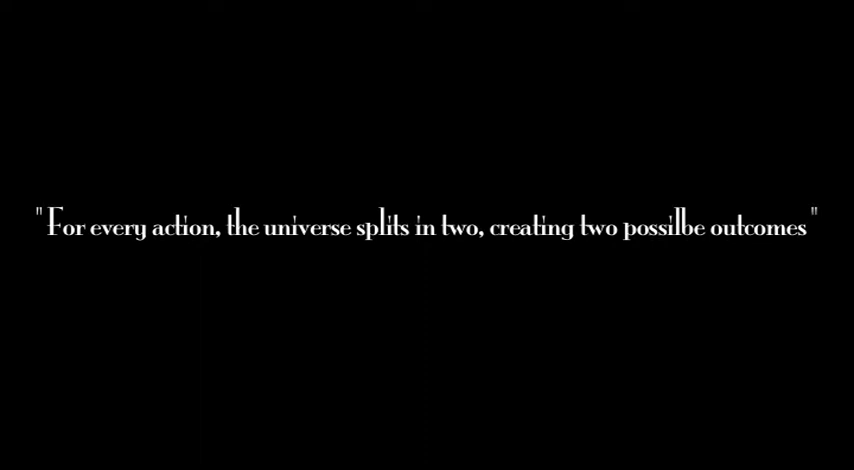 "For every action, the universe splits in two, creating two possilbe outcomes"